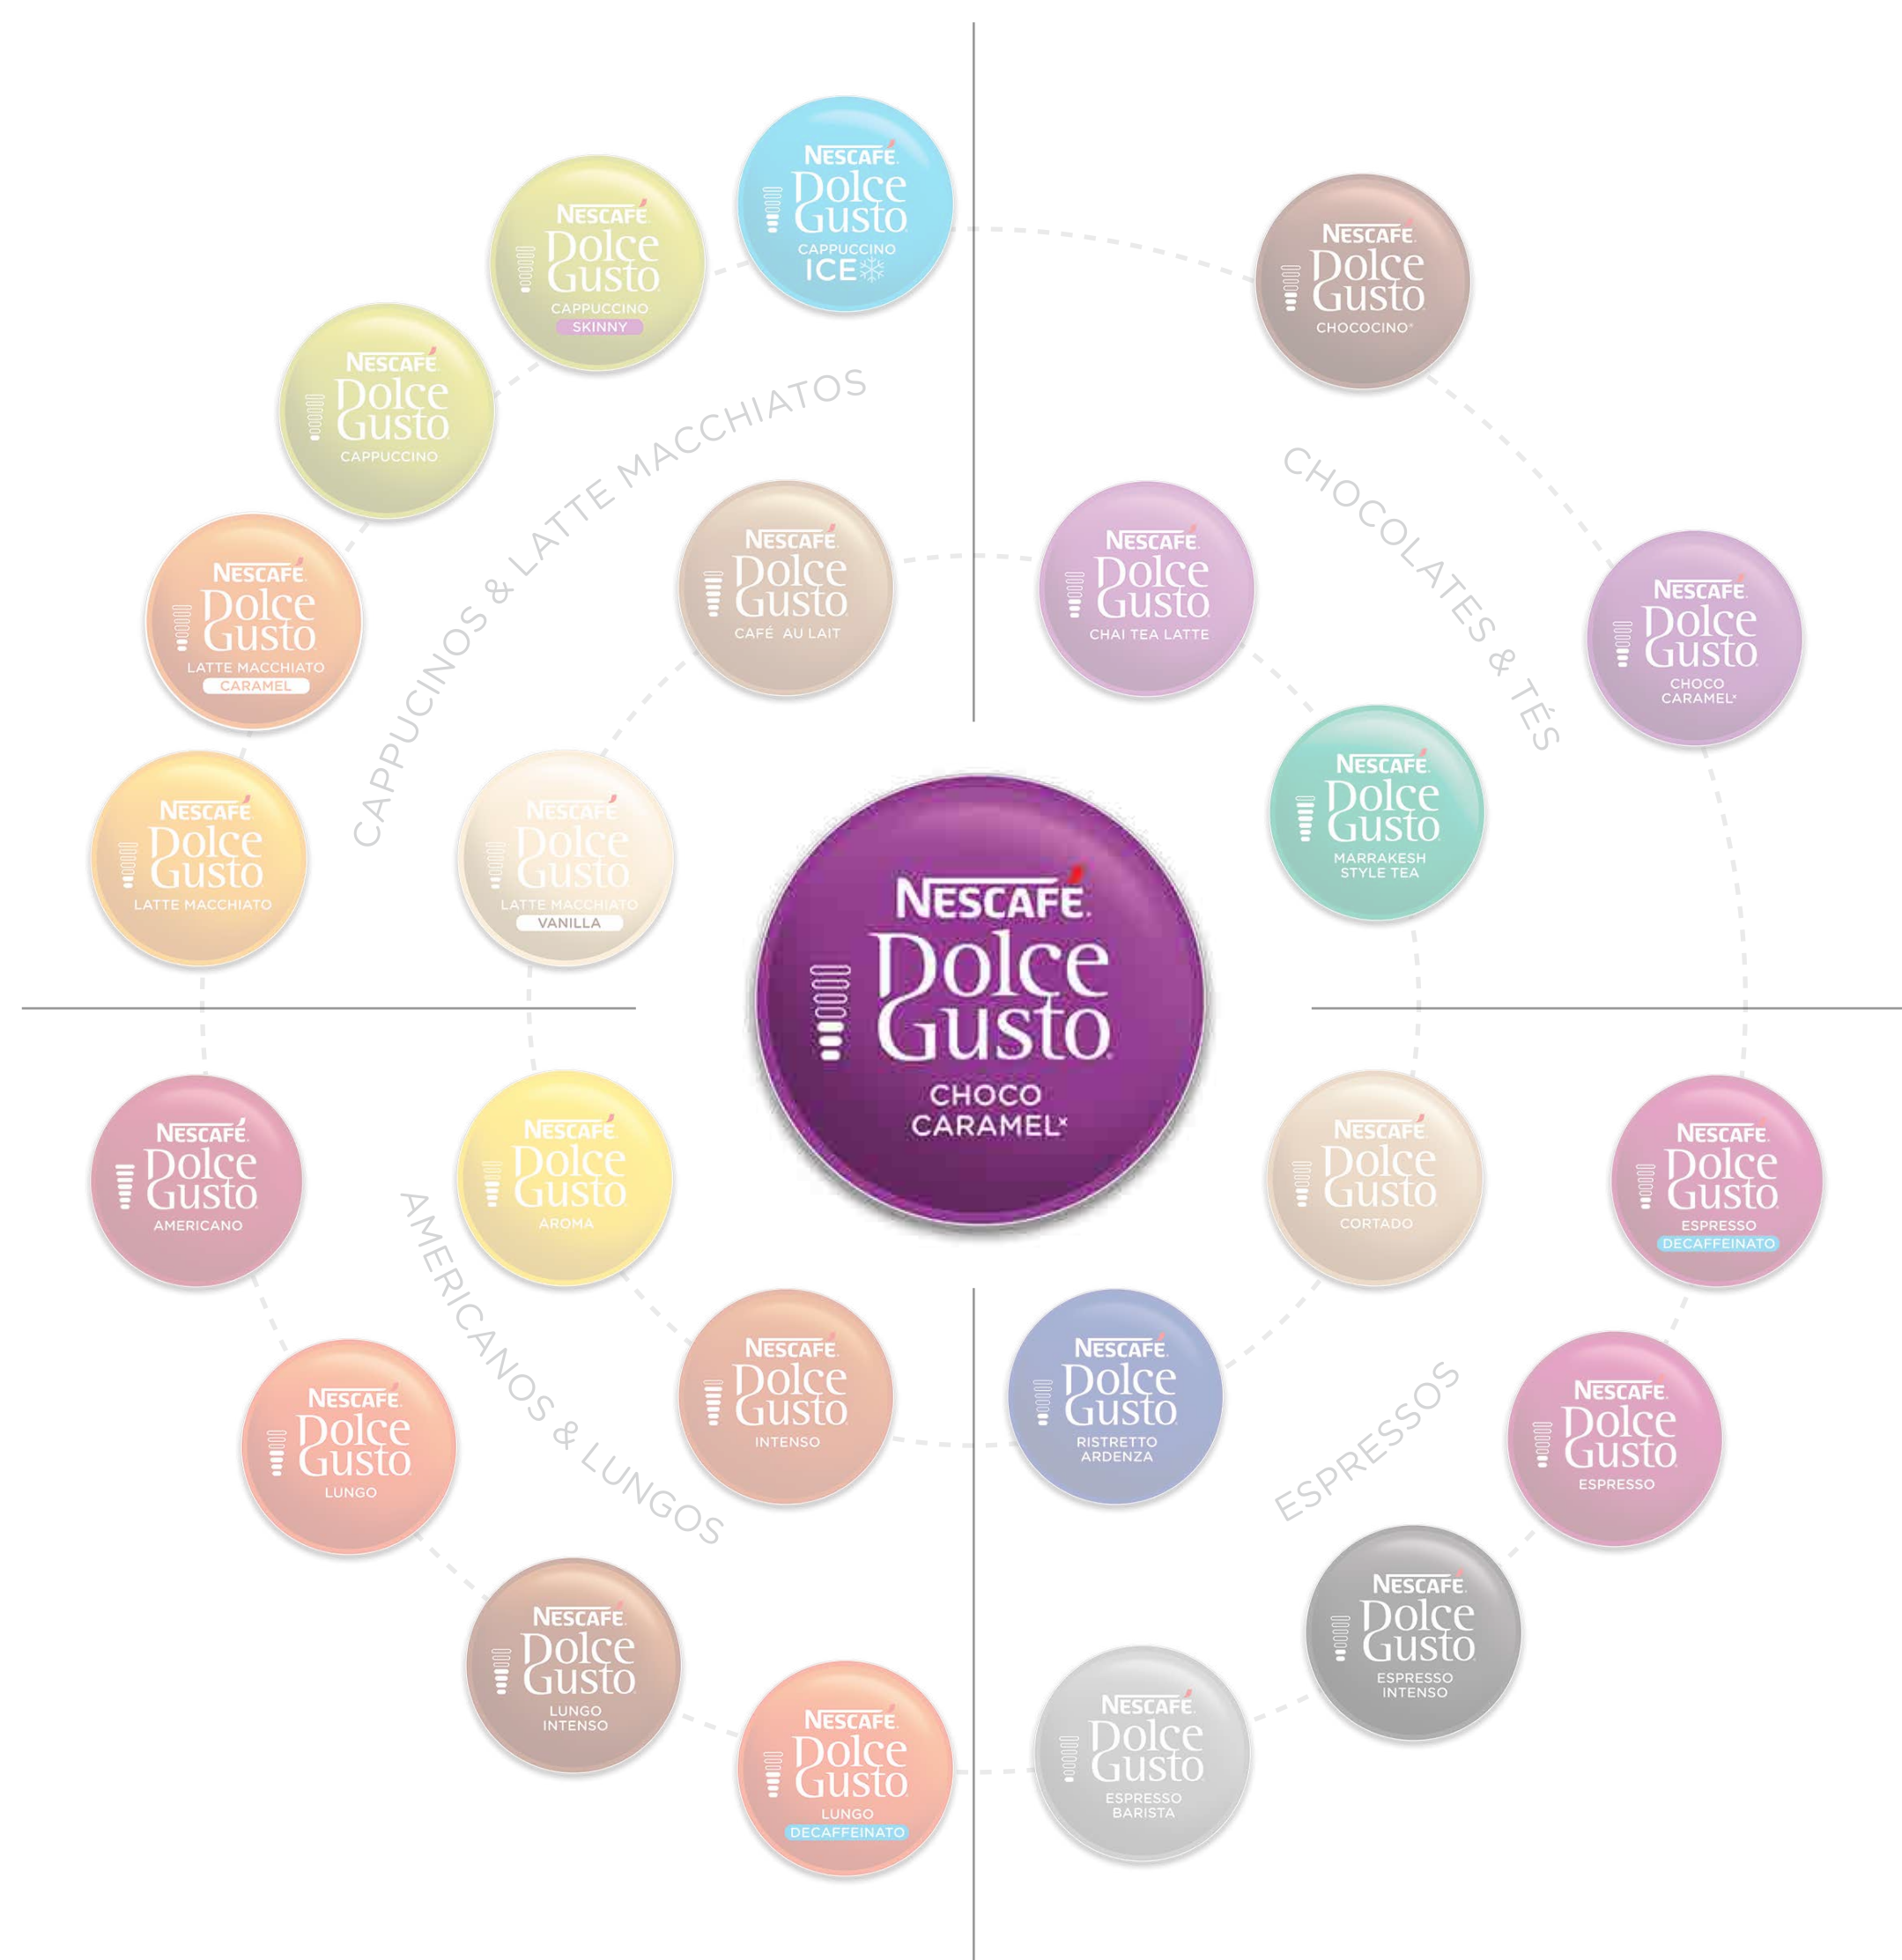 NESCAFÉ.
Dolce
Gusto
CAPPUCCINO
ICE
NESCAFÉ.
Dolce
Gusto
CAPPUCCINO
SKINNY
NESCAFÉ.
Dolce
Gusto
CAPPUCCINO
NESCAFÉ.
Dolce
Gusto
LATTE MACCHIATO
CARAMEL
NESCAFÉ.
Dolce
Gusto
LATTE MACCHIATO
CAPPUCINOS & LATTE MACCHIATOS
NESCAFÉ.
Dolce
Gusto
CAFÉ AU LAIT
NESCAFÉ.
Dolce
Gusto
LATTE MACCHIATO
VANILLA
NESCAFÉ.
Dolce
Gusto
CHOCOCINO®
CHOCOLATES & TÉS
NESCAFÉ.
Dolce
Gusto
CHAI TEA LATTE
NESCAFÉ.
Dolce
Gusto
CHOCO
CARAMEL*
NESCAFÉ.
Dolce
Gusto
MARRAKESH
STYLE TEA
NESCAFÉ.
Dolce
Gusto
CHOCO
CARAMEL*
NESCAFÉ.
Dolce
Gusto
AMERICANO
NESCAFÉ.
Dolce
Gusto
AROMA
AMERICANOS & LUNGOS
NESCAFÉ.
Dolce
Gusto
INTENSO
NESCAFÉ.
Dolce
Gusto
LUNGO
NESCAFÉ.
Dolce
Gusto
LUNGO
INTENSO
NESCAFÉ.
Dolce
Gusto
LUNGO
DECAFFEINATO
NESCAFÉ.
Dolce
Gusto
CORTADO
NESCAFÉ.
Dolce
Gusto
ESPRESSO
DECAFFEINATO
NESCAFÉ.
Dolce
Gusto
RISTRETTO
ARDENZA
ESPRESSOS
NESCAFÉ.
Dolce
Gusto
ESPRESSO
NESCAFÉ.
Dolce
Gusto
ESPRESSO
INTENSO
NESCAFÉ.
Dolce
Gusto
ESPRESSO
BARISTA